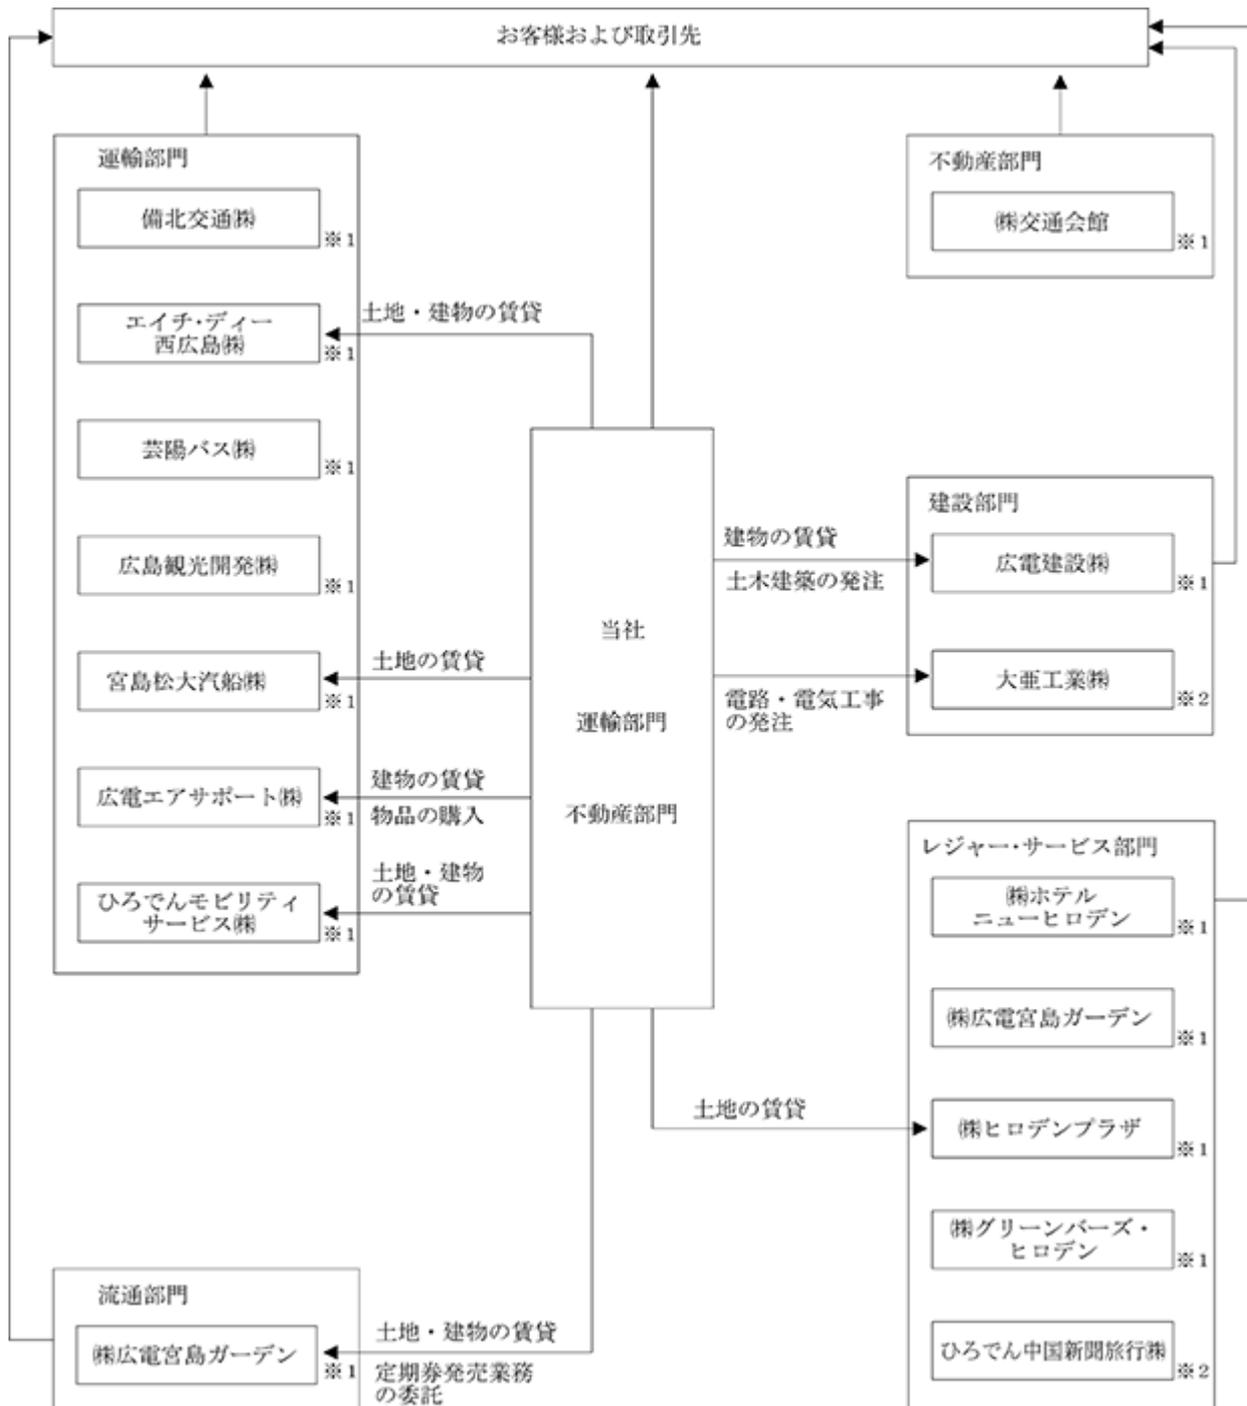 お客様および取引先
運輸部門
備北交通㈱
※1
エイチ・ディー
西広島㈱
※1
芸陽バス㈱
※1
広島観光開発㈱
※1
宮島松大汽船㈱
※1
広電エアサポート㈱
※1
ひろでんモビリティ
サービス㈱
※1
土地・建物の賃貸
土地の賃貸
建物の賃貸
物品の購入
土地・建物
の賃貸
当社
運輸部門
不動産部門
不動産部門
㈱交通会館
※1
建物の賃貸
土木建築の発注
電路・電気工事
の発注
建設部門
広電建設㈱
※1
大亜工業㈱
※2
土地の賃貸
レジャー・サービス部門
㈱ホテル
ニューヒロデン
※1
㈱広電宮島ガーデン
※1
㈱ヒロデンプラザ
※1
㈱グリーンバーズ・
ヒロデン
※1
ひろでん中国新聞旅行㈱
※2
流通部門
㈱広電宮島ガーデン
※1
土地・建物の賃貸
定期券発売業務
の委託